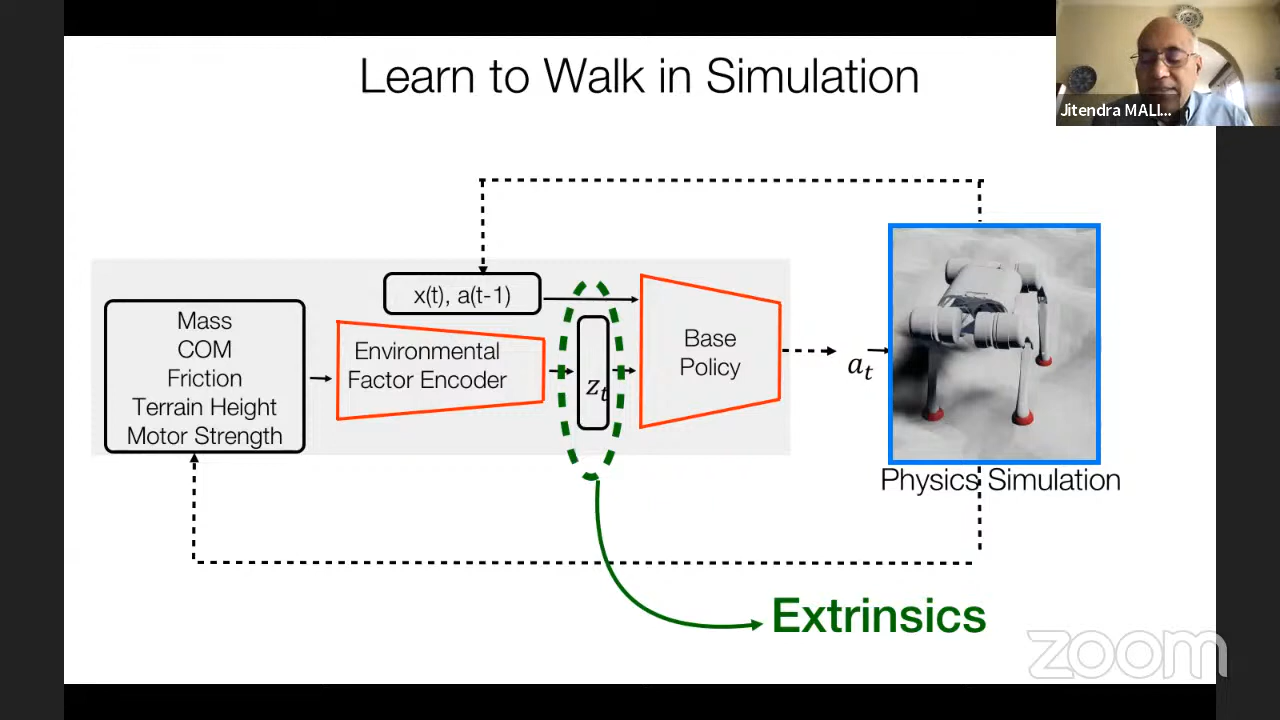 Learn to Walk in Simulation
Jitendra MALI...
x(t), a(t-1)
Mass
COM
Friction
Terrain Height
Motor Strength
Environmental
Factor Encoder
z_t
Base
Policy
a_t
Physics Simulation
Extrinsics
zoom